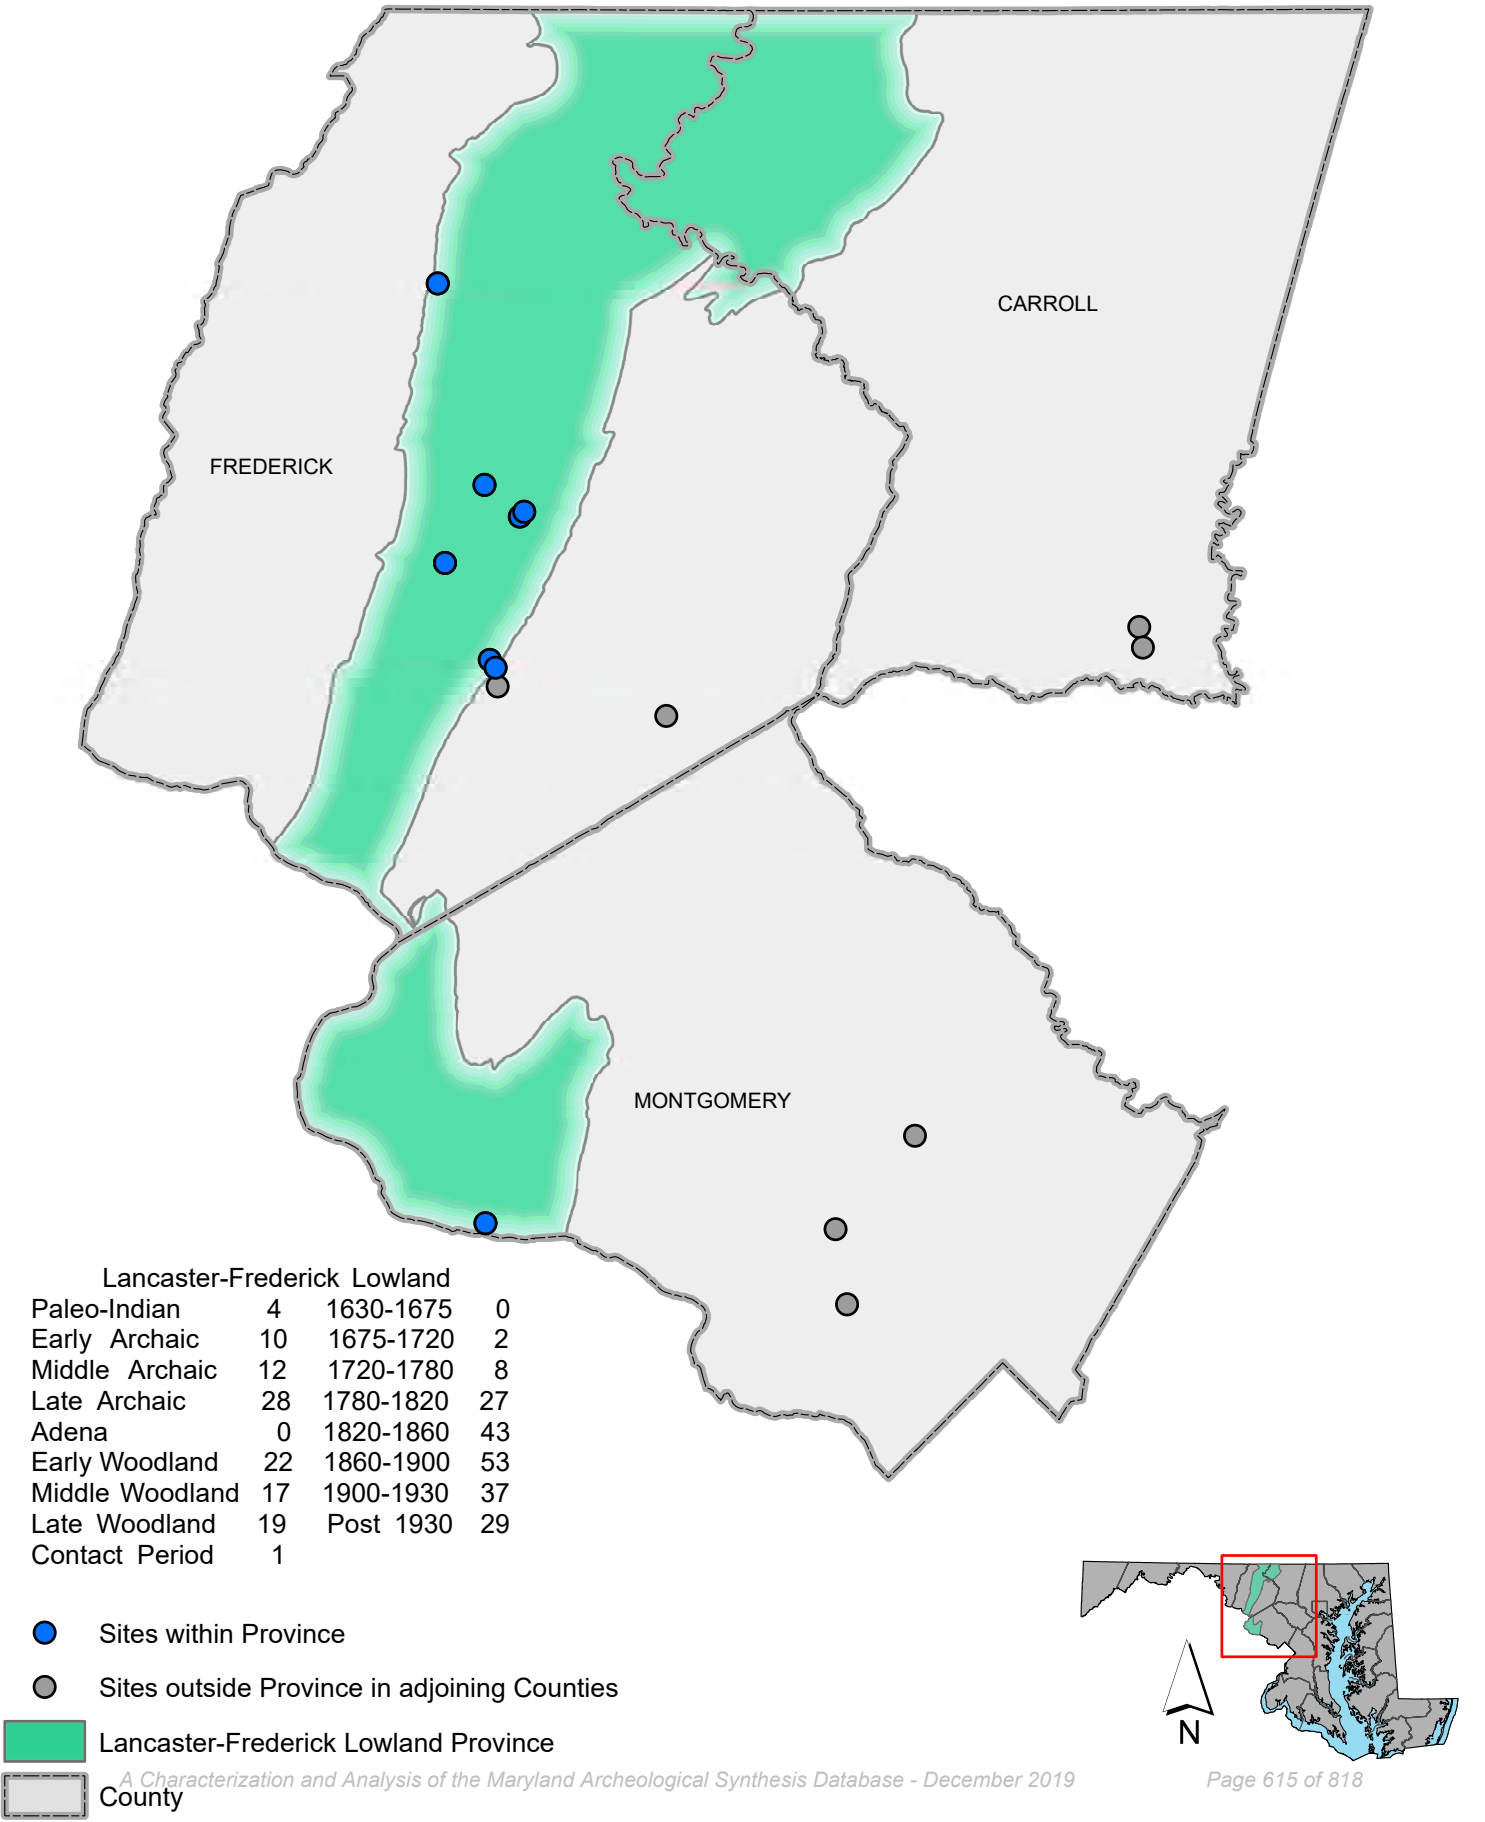 CARROLL
FREDERICK
MONTGOMERY
Lancaster-Frederick Lowland
Paleo-Indian 4 1630-1675 0
Early Archaic 10 1675-1720 2
Middle Archaic 12 1720-1780 8
Late Archaic 28 1780-1820 27
Adena 0 1820-1860 43
Early Woodland 22 1860-1900 53
Middle Woodland 17 1900-1930 37
Late Woodland 19 Post 1930 29
Contact Period 1
Sites within Province
Sites outside Province in adjoining Counties
N
Lancaster-Frederick Lowland Province
A Characterization and Analysis of the Maryland Archeological Synthesis Database - December 2019 Page 615 of 818
County